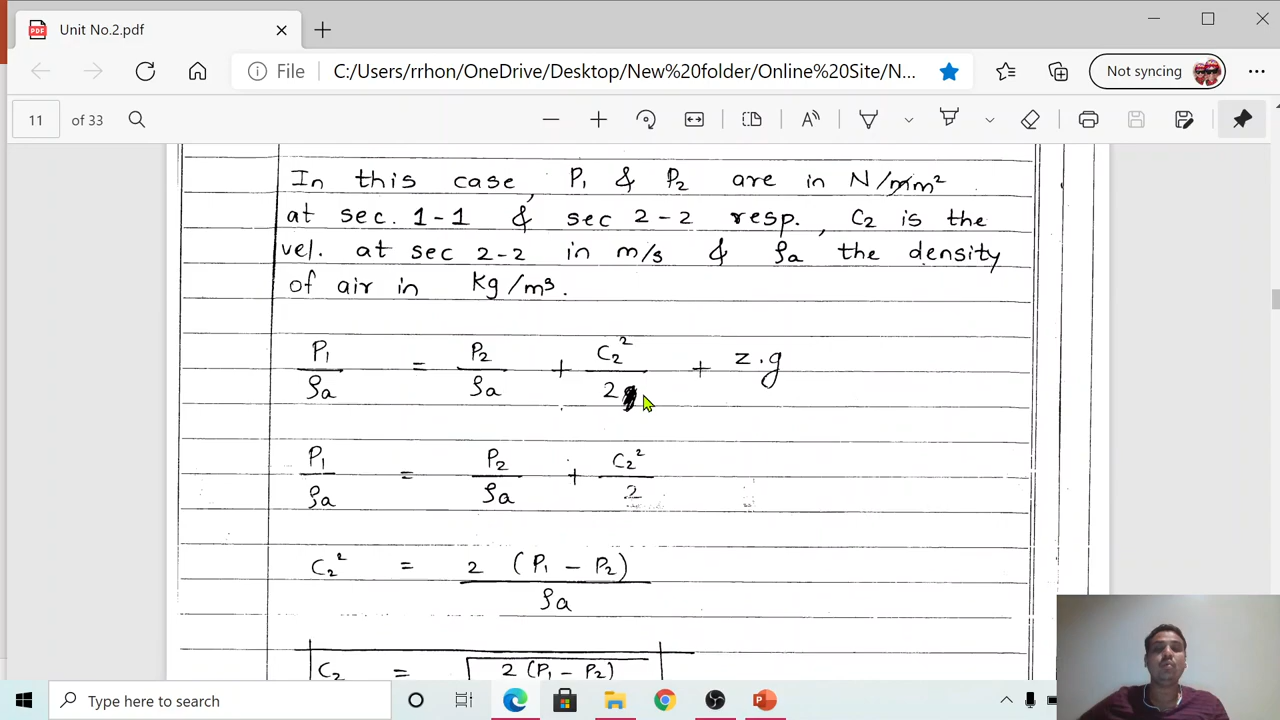 Unit No.2.pdf
File
C:/Users/rrhon/OneDrive/Desktop/New%20folder/Online%20Site/N...
Not syncing
11 of 33
In this case, P₁ & P₂ are in N/m²
at sec. 1-1 & sec 2-2 resp., C₂ is the
vel. at sec 2-2 in m/s & ρa the density
of air in kg/m³.
P₁/ρa = P₂/ρa + C₂²/2 + z.g
P₁/ρa = P₂/ρa + C₂²/2
C₂² = 2 (P₁ - P₂)/ρa
C₂ = √2 (P₁ - P₂)
Type here to search